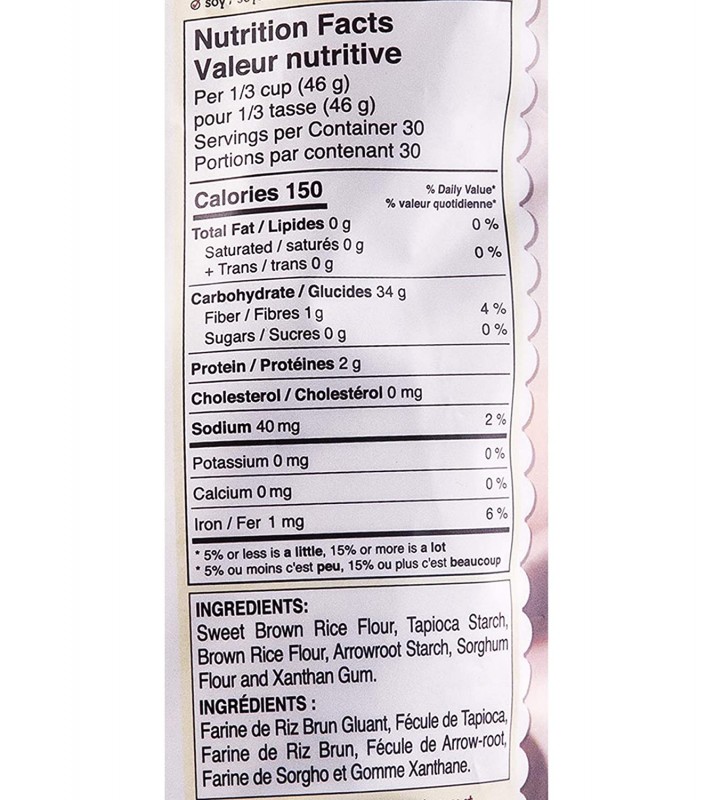 soy
Nutrition Facts
Valeur nutritive
Per 1/3 cup (46 g)
pour 1/3 tasse (46 g)
Servings per Container 30
Portions par contenant 30
Calories 150
% Daily Value*
% valeur quotidienne*
Total Fat / Lipides 0 g 0 %
Saturated / saturés 0 g
+ Trans / trans 0 g 0 %
Carbohydrate / Glucides 34 g
Fiber / Fibres 1 g 4 %
Sugars / Sucres 0 g 0 %
Protein / Protéines 2 g
Cholesterol / Cholestérol 0 mg
Sodium 40 mg 2 %
Potassium 0 mg 0 %
Calcium 0 mg 0 %
Iron / Fer 1 mg 6 %
* 5% or less is a little, 15% or more is a lot
* 5% ou moins c'est peu, 15% ou plus c'est beaucoup
INGREDIENTS:
Sweet Brown Rice Flour, Tapioca Starch,
Brown Rice Flour, Arrowroot Starch, Sorghum
Flour and Xanthan Gum.
INGRÉDIENTS :
Farine de Riz Brun Gluant, Fécule de Tapioca,
Farine de Riz Brun, Fécule de Arrow-root,
Farine de Sorgho et Gomme Xanthane.